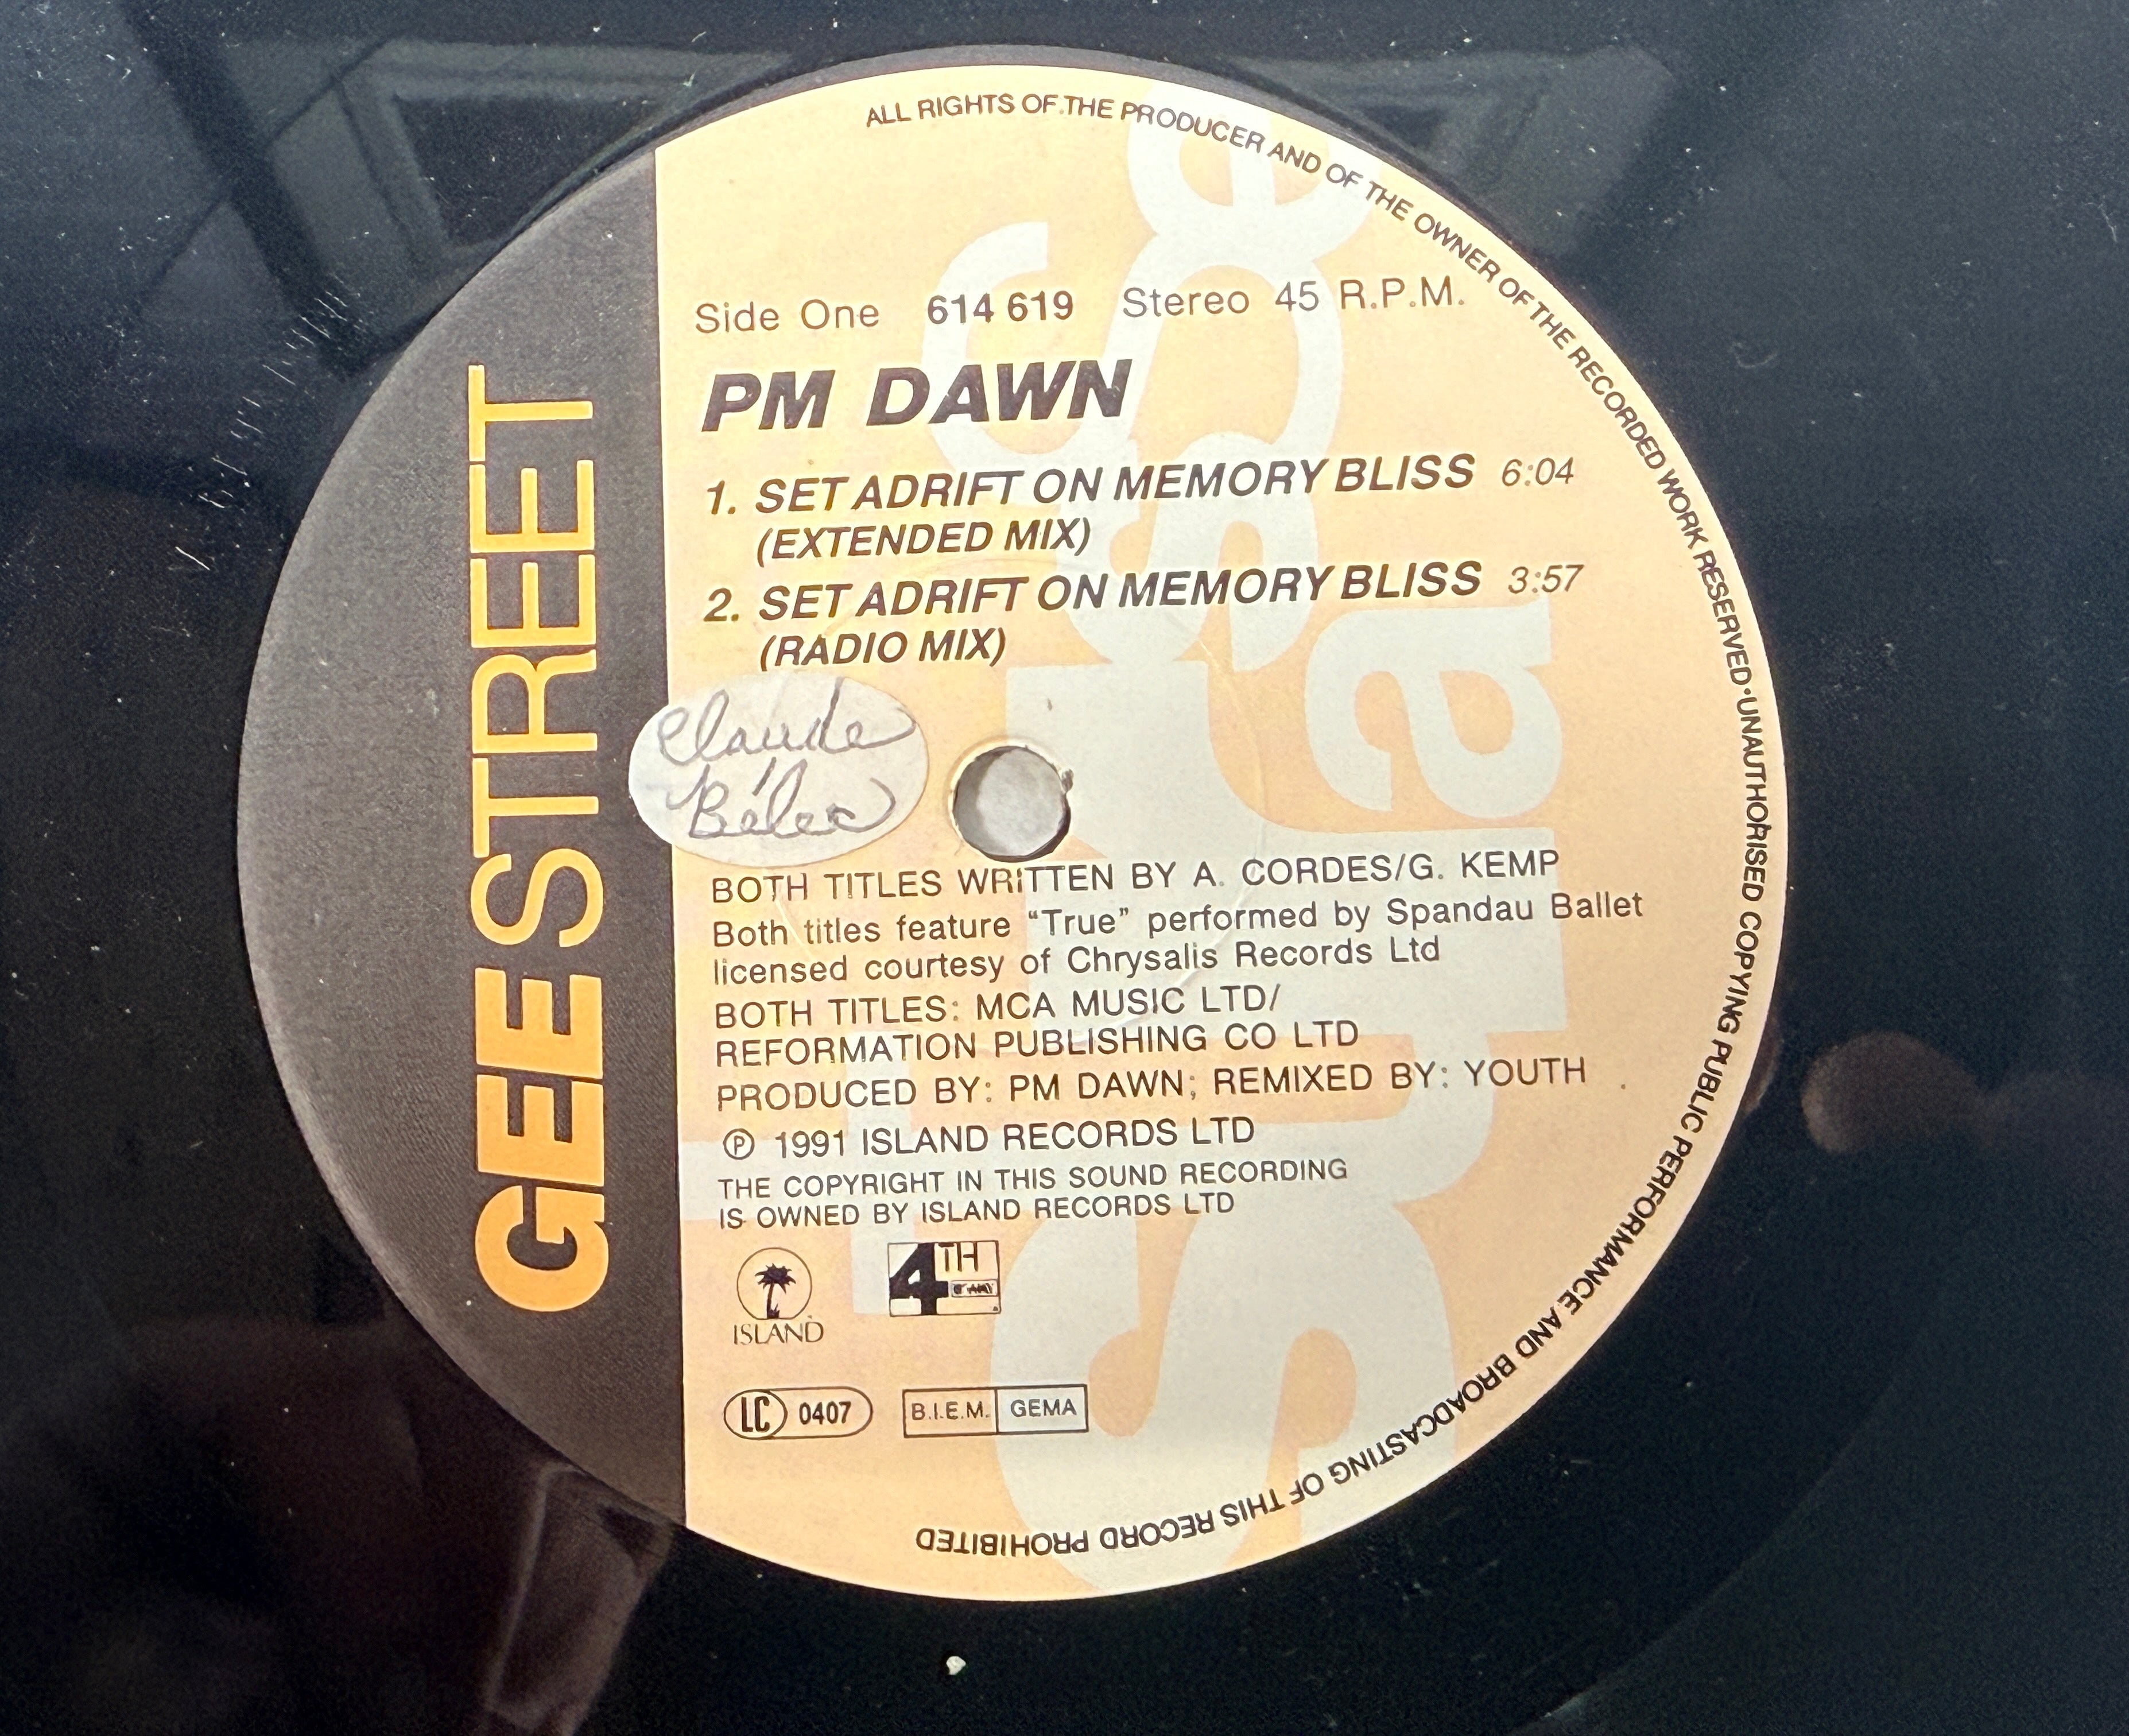 ALL RIGHTS OF THE PRODUCER AND OF THE OWNER OF THE RECORDED WORK RESERVED · UNAUTHORISED COPYING PUBLIC PERFORMANCE AND BROADCASTING OF THIS RECORD PROHIBITED
GEE STREET
Side One 614 619 Stereo 45 R.P.M.
PM DAWN
1. SET ADRIFT ON MEMORY BLISS 6:04
(EXTENDED MIX)
2. SET ADRIFT ON MEMORY BLISS 3:57
(RADIO MIX)
Claude
Bélec
BOTH TITLES WRITTEN BY A. CORDES/G. KEMP
Both titles feature “True” performed by Spandau Ballet
licensed courtesy of Chrysalis Records Ltd
BOTH TITLES: MCA MUSIC LTD/
REFORMATION PUBLISHING CO LTD
PRODUCED BY: PM DAWN; REMIXED BY: YOUTH
℗ 1991 ISLAND RECORDS LTD
THE COPYRIGHT IN THIS SOUND RECORDING
IS OWNED BY ISLAND RECORDS LTD
ISLAND
4TH
LC 0407 B.I.E.M. GEMA